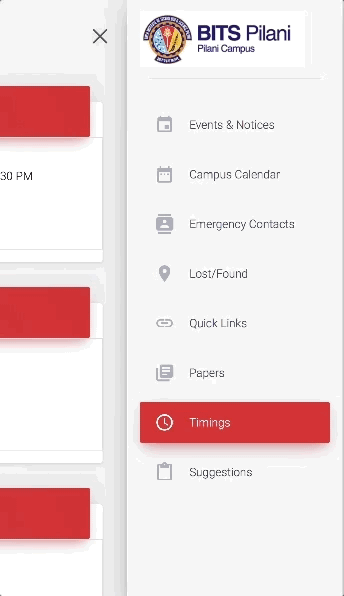 BITS Pilani
Pilani Campus
Events & Notices
Campus Calendar
30 PM
Emergency Contacts
Lost/Found
Quick Links
Papers
Timings
Suggestions